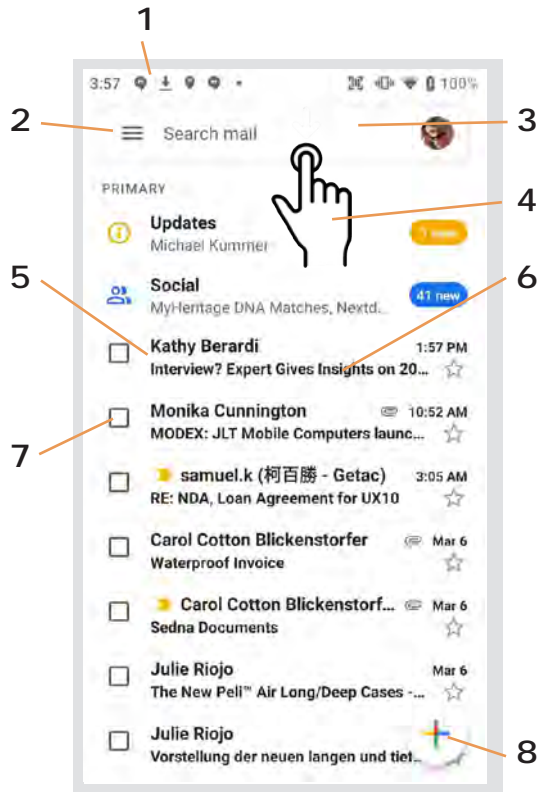 1
3:57 100%
2 Search mail 3
PRIMARY
4
Updates
Michael Kummer
new
5 Social 6
MyHeritage DNA Matches, Nextd... 41 new
Kathy Berardi 1:57 PM
Interview? Expert Gives Insights on 20...
Monika Cunnington 10:52 AM
MODEX: JLT Mobile Computers launc...
7
samuel.k (柯百勝 - Getac) 3:05 AM
RE: NDA, Loan Agreement for UX10
Carol Cotton Blickenstorfer Mar 6
Waterproof Invoice
Carol Cotton Blickenstorf... Mar 6
Sedna Documents
Julie Riojo Mar 6
The New Peli™ Air Long/Deep Cases -...
Julie Riojo
Vorstellung der neuen langen und tief... 8